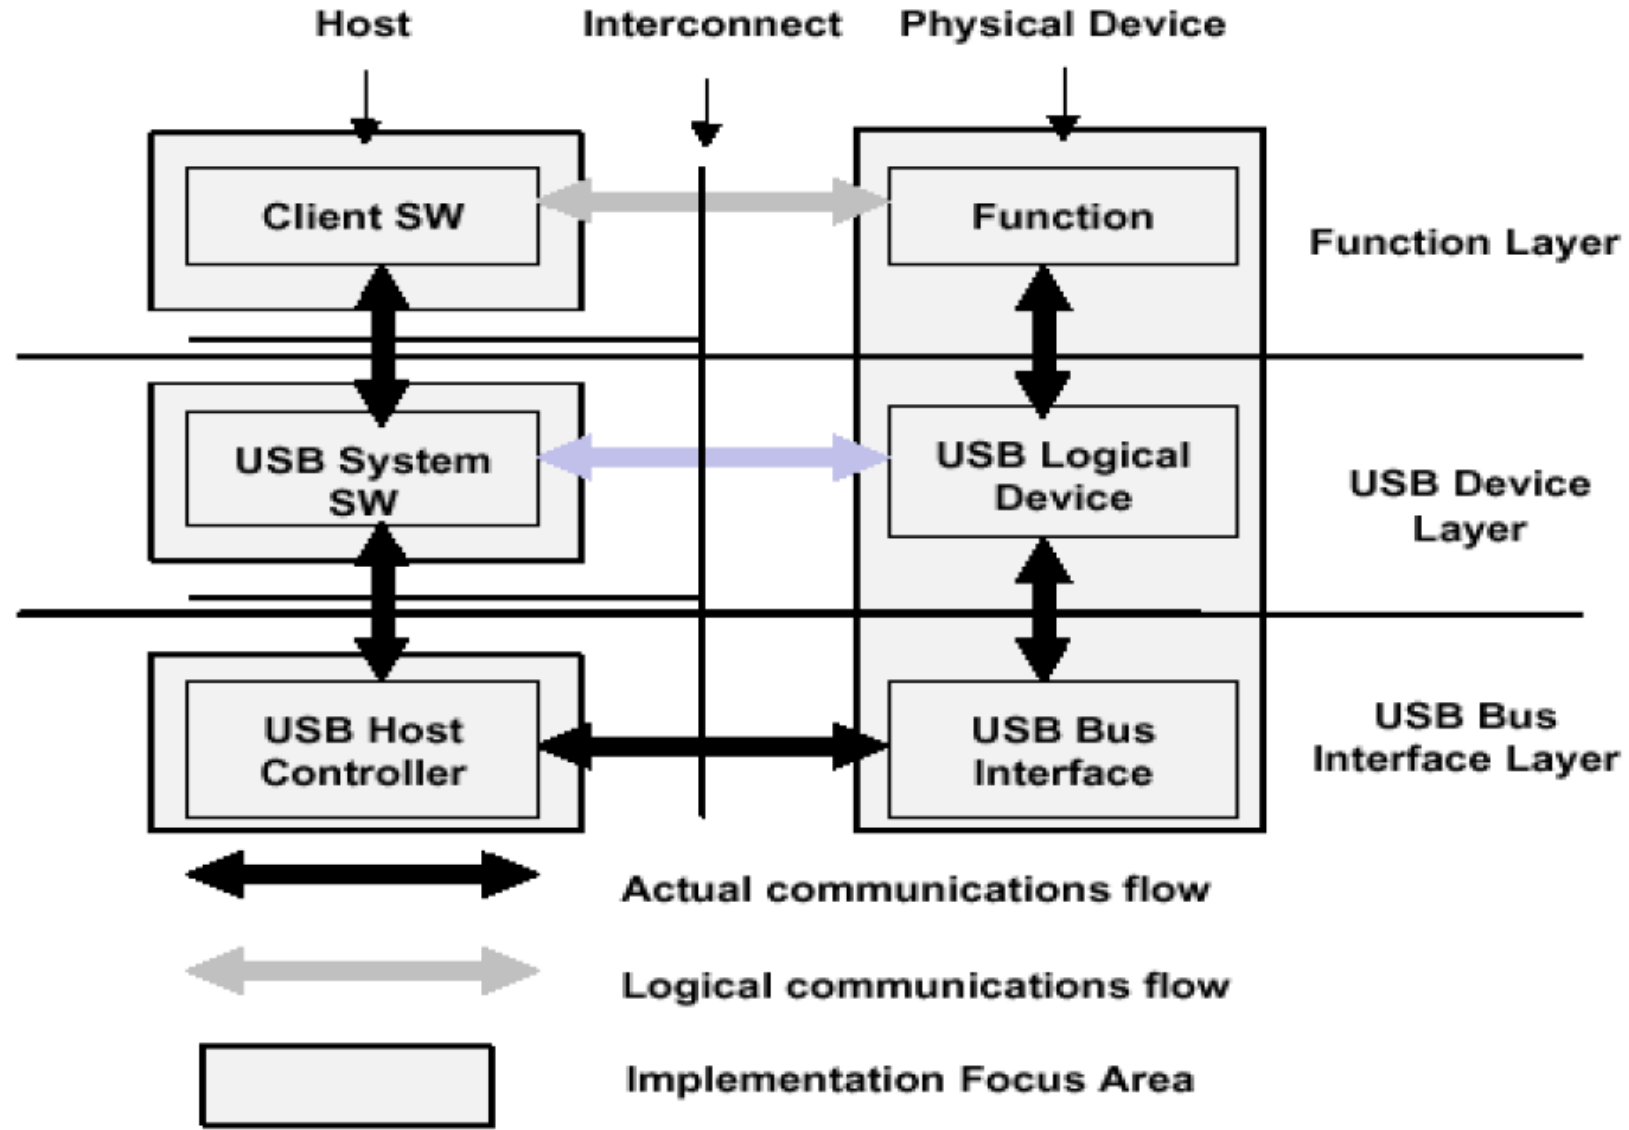 Host
Interconnect
Physical Device
Client SW
Function
Function Layer
USB System
SW
USB Logical
Device
USB Device
Layer
USB Host
Controller
USB Bus
Interface
USB Bus
Interface Layer
Actual communications flow
Logical communications flow
Implementation Focus Area